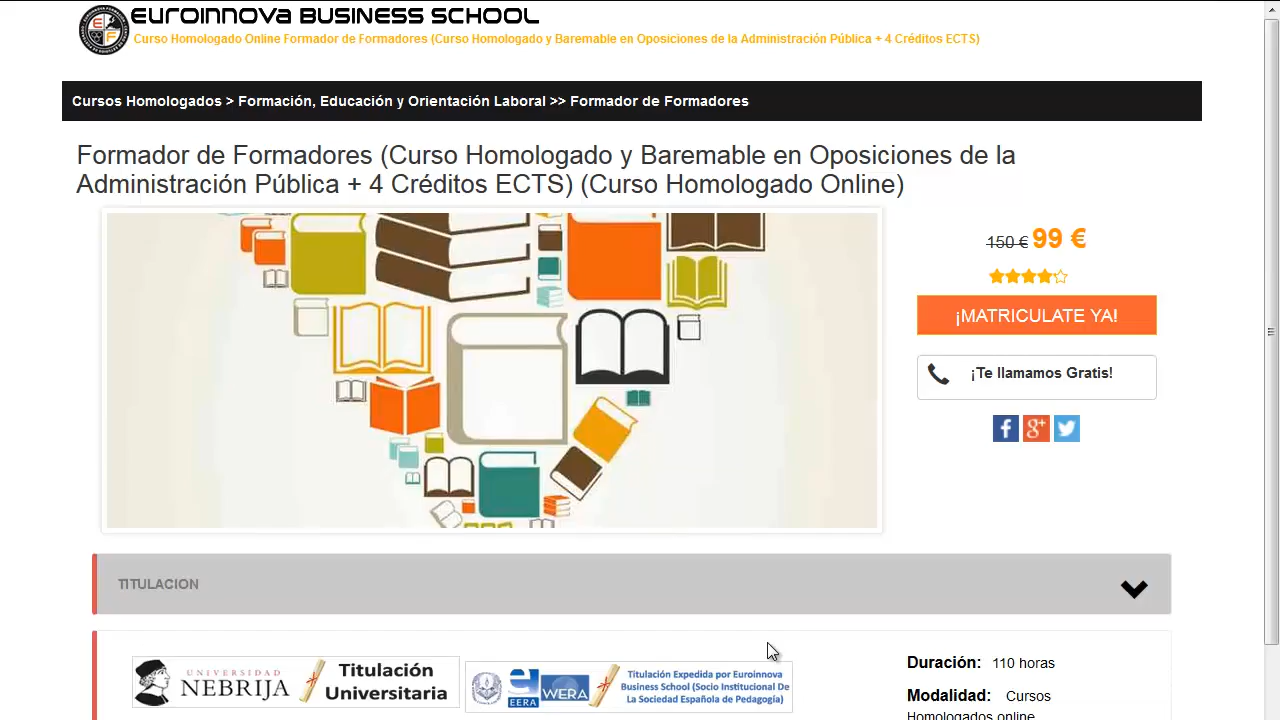 EUROINNOVA BUSINESS SCHOOL
Curso Homologado Online Formador de Formadores (Curso Homologado y Baremable en Oposiciones de la Administración Pública + 4 Créditos ECTS)
Cursos Homologados > Formación, Educación y Orientación Laboral >> Formador de Formadores
Formador de Formadores (Curso Homologado y Baremable en Oposiciones de la
Administración Pública + 4 Créditos ECTS) (Curso Homologado Online)
150 € 99 €
¡MATRICULATE YA!
¡Te llamamos Gratis!
TITULACION
UNIVERSIDAD
NEBRIJA
Titulación
Universitaria
EERA
WERA
Titulación Expedida por Euroinnova
Business School (Socio Institucional De
La Sociedad Española de Pedagogía)
Duración: 110 horas
Modalidad: Cursos
Homologados online